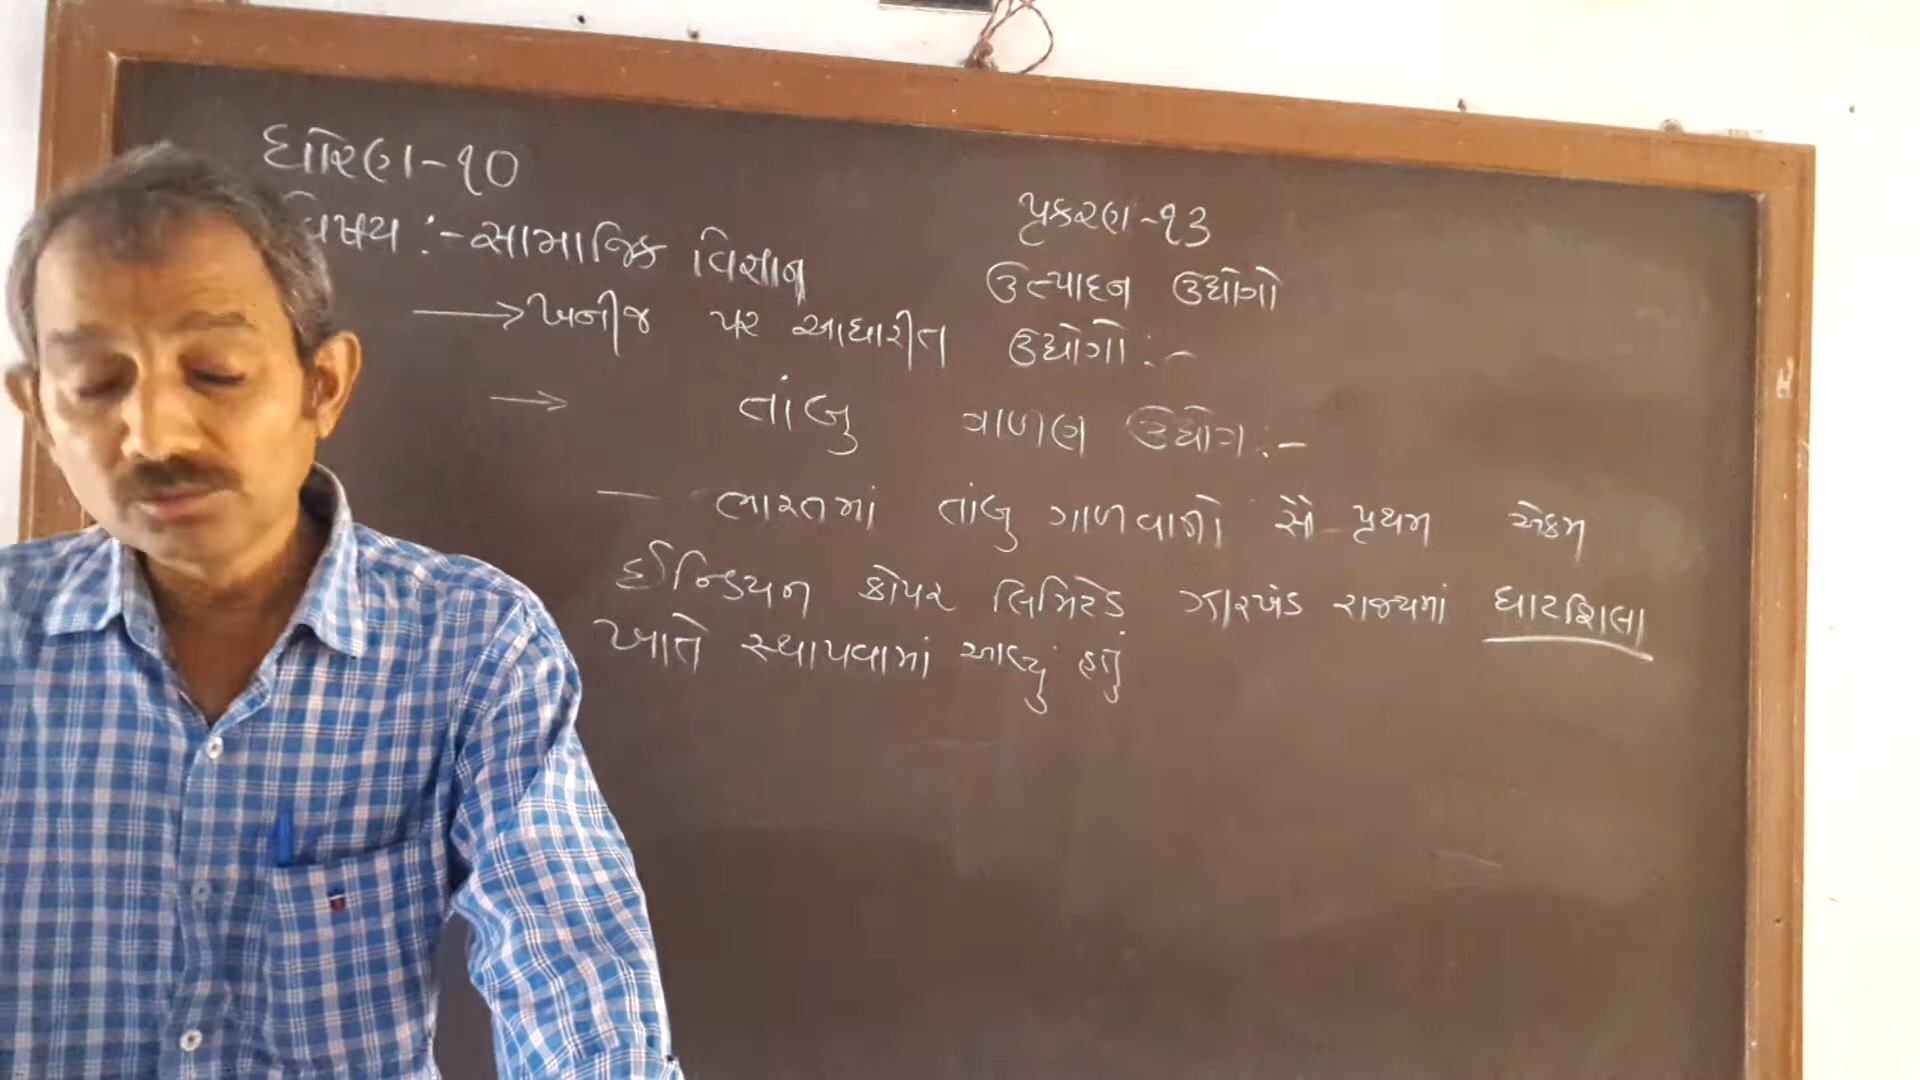 ધોરણ-૧૦
વિષય :- સામાજિક વિજ્ઞાન
પ્રકરણ-૧૩
ઉત્પાદન ઉદ્યોગો
→ ખનીજ પર આધારીત ઉદ્યોગો :-
→ તાંબુ ગાળણ ઉદ્યોગ :-
— ભારતમાં તાંબુ ગાળવાનો સૌ પ્રથમ એકમ
ઈન્ડિયન કોપર લિમિટેડ ઝારખંડ રાજ્યમાં ઘાટશિલા
ખાતે સ્થાપવામાં આવ્યું હતું